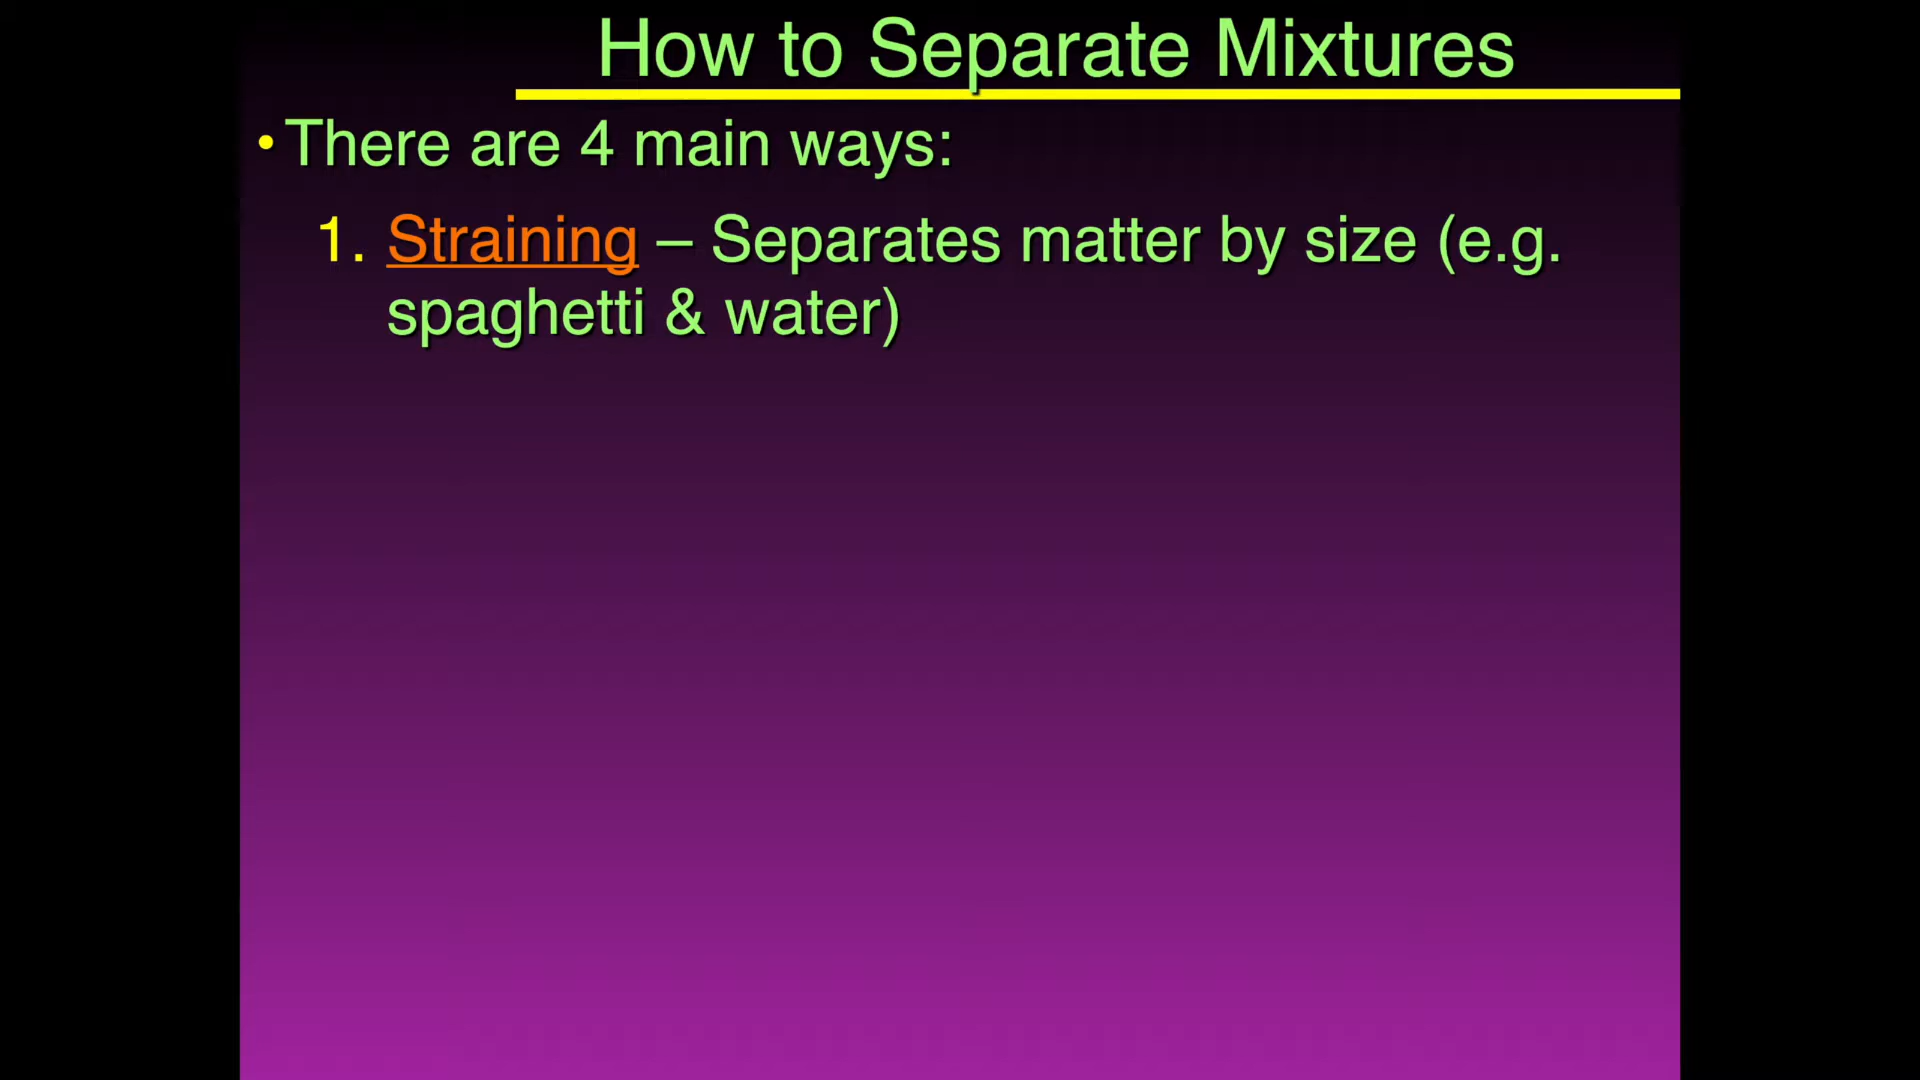 How to Separate Mixtures
• There are 4 main ways:
1. Straining – Separates matter by size (e.g.
spaghetti & water)